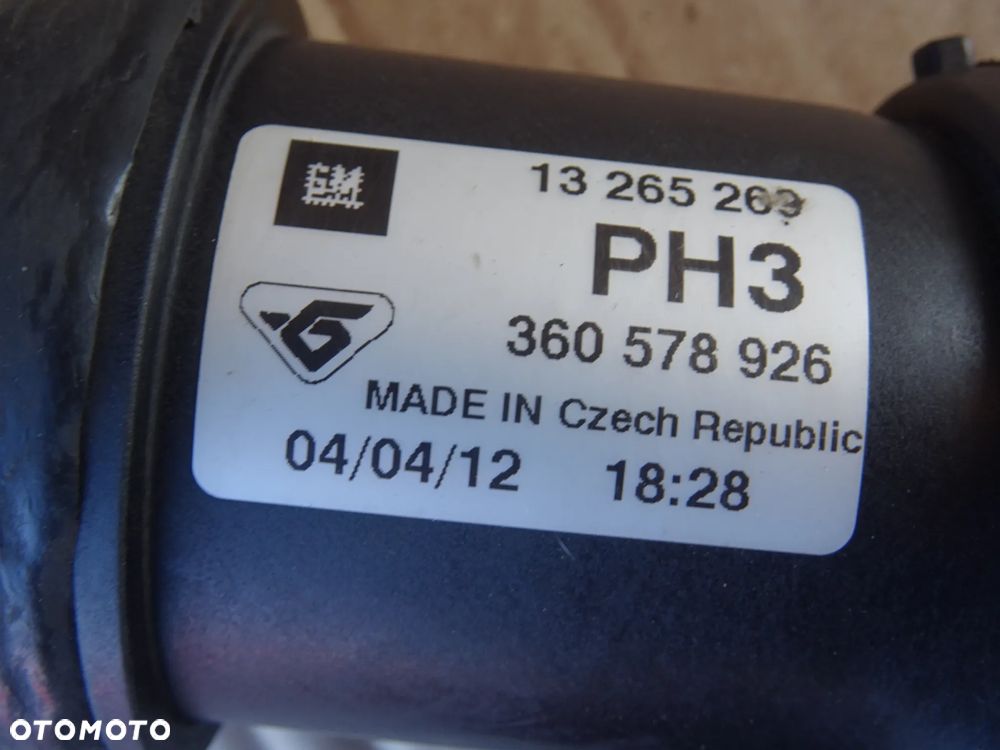 GM
13 265 269
PH3
360 578 926
MADE IN Czech Republic
04/04/12 18:28
OTOMOTO